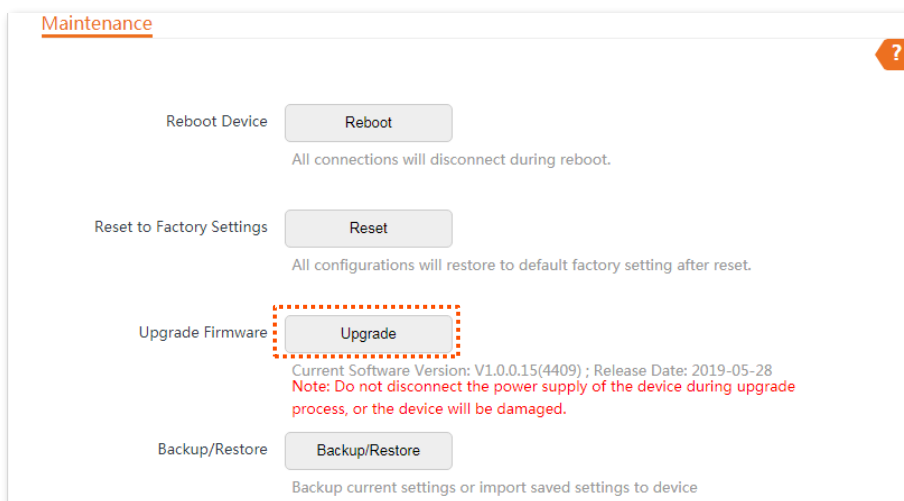 Maintenance
?
Reboot Device
Reboot
All connections will disconnect during reboot.
Reset to Factory Settings
Reset
All configurations will restore to default factory setting after reset.
Upgrade Firmware
Upgrade
Current Software Version: V1.0.0.15(4409) ; Release Date: 2019-05-28
Note: Do not disconnect the power supply of the device during upgrade
process, or the device will be damaged.
Backup/Restore
Backup/Restore
Backup current settings or import saved settings to device